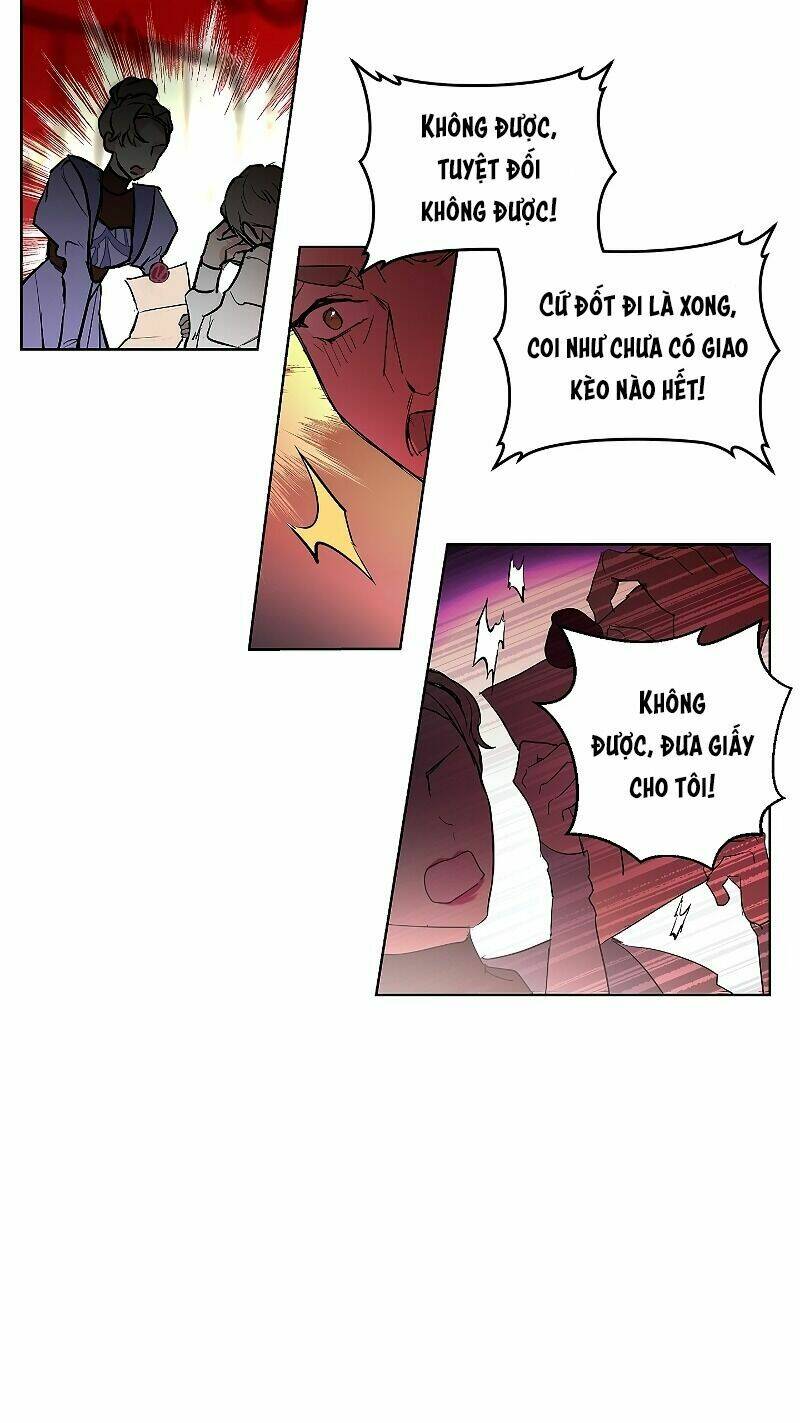 KHÔNG ĐƯỢC,
TUYỆT ĐỐI
KHÔNG ĐƯỢC!
CỨ ĐỐT ĐI LÀ XONG,
COI NHƯ CHƯA CÓ GIAO
KÈO NÀO HẾT!
KHÔNG
ĐƯỢC, ĐƯA GIẤY
CHO TÔI!